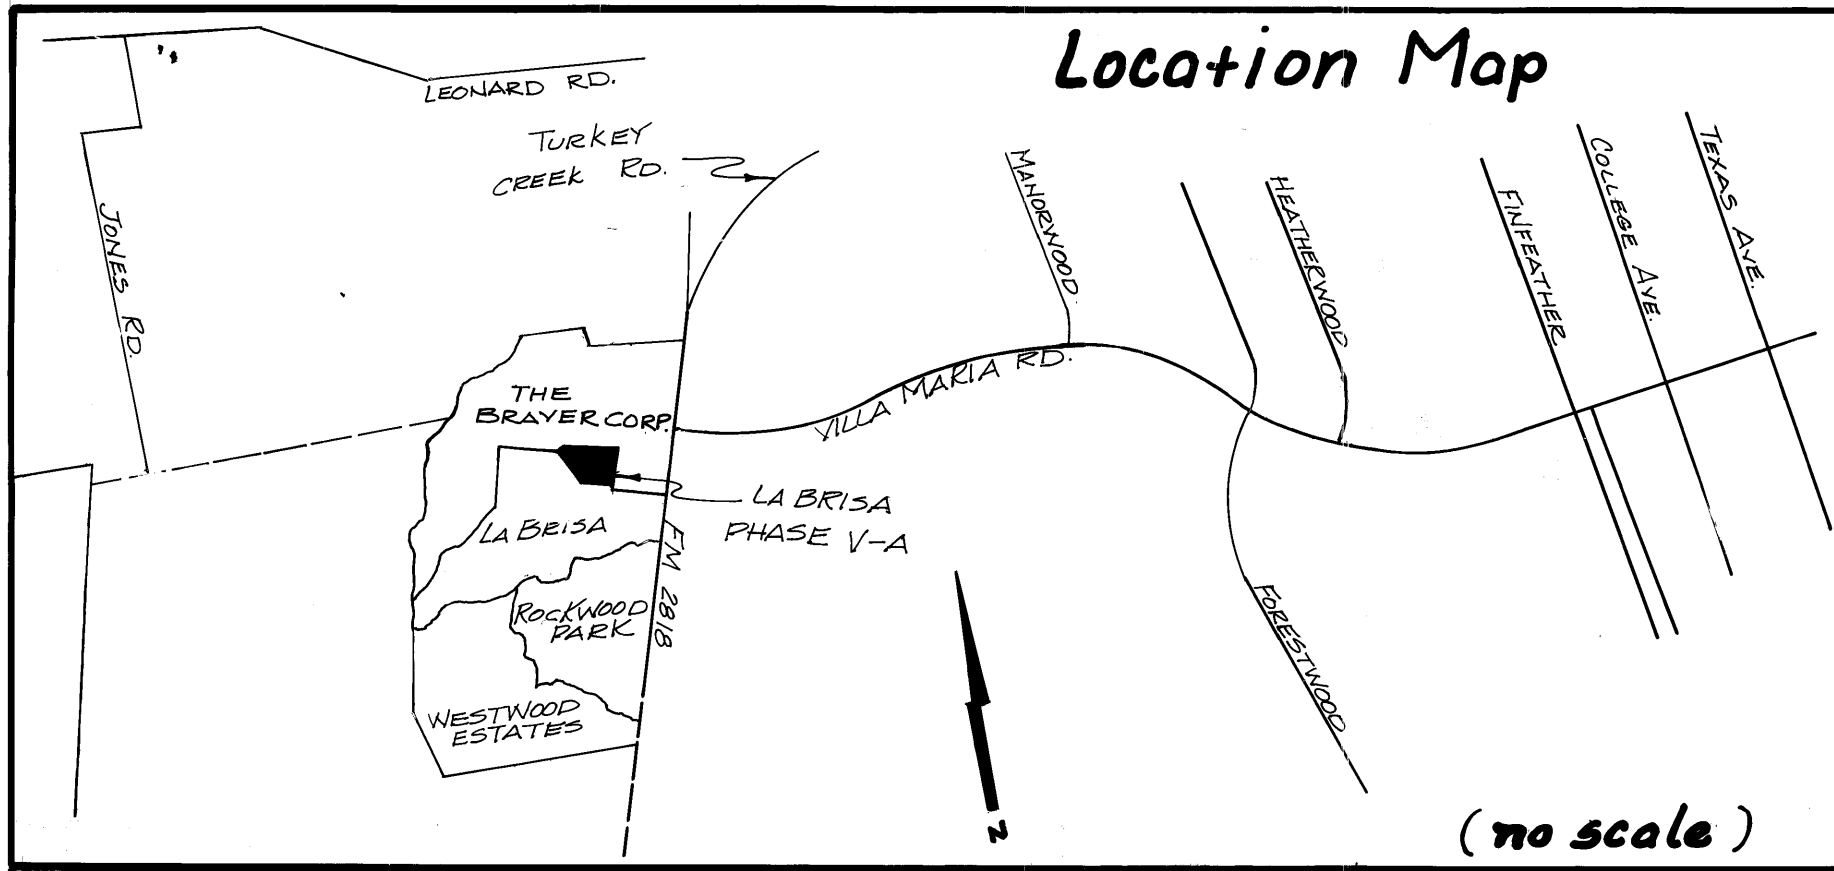 Location Map
LEONARD RD.
TURKEY
CREEK RD.
JONES RD.
MANORWOOD
HEATHERWOOD
FINFEATHER
COLLEGE AVE.
TEXAS AVE.
VILLA MARIA RD.
THE
BRAYER CORP.
LA BRISA
PHASE V-A
LA BRISA
FM 2818
ROCKWOOD
PARK
WESTWOOD
ESTATES
FORESTWOOD
N
(no scale)